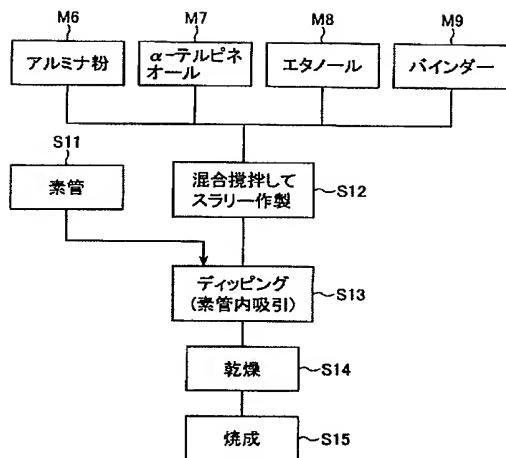 M6
M7
M8
M9
アルミナ粉
α-テルピネ
オール
エタノール
バインダー
S11
素管
混合撹拌して
スラリー作製
S12
ディッピング
(素管内吸引)
S13
乾燥
S14
焼成
S15